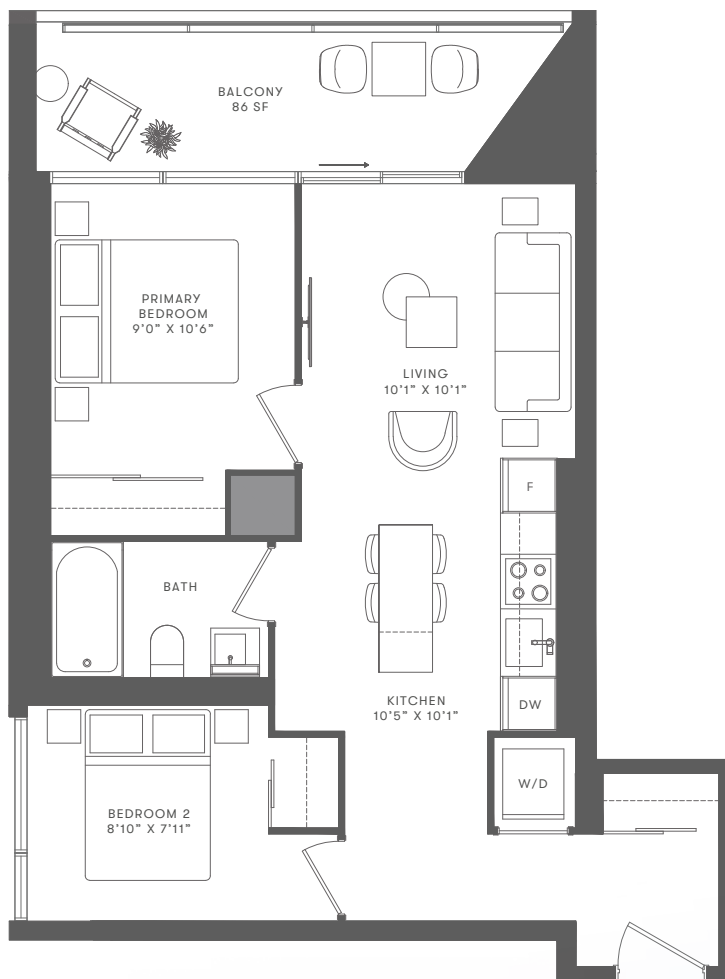 BALCONY
86 SF
PRIMARY
BEDROOM
9'0" X 10'6"
LIVING
10'1" X 10'1"
F
BATH
KITCHEN
10'5" X 10'1"
DW
W/D
BEDROOM 2
8'10" X 7'11"